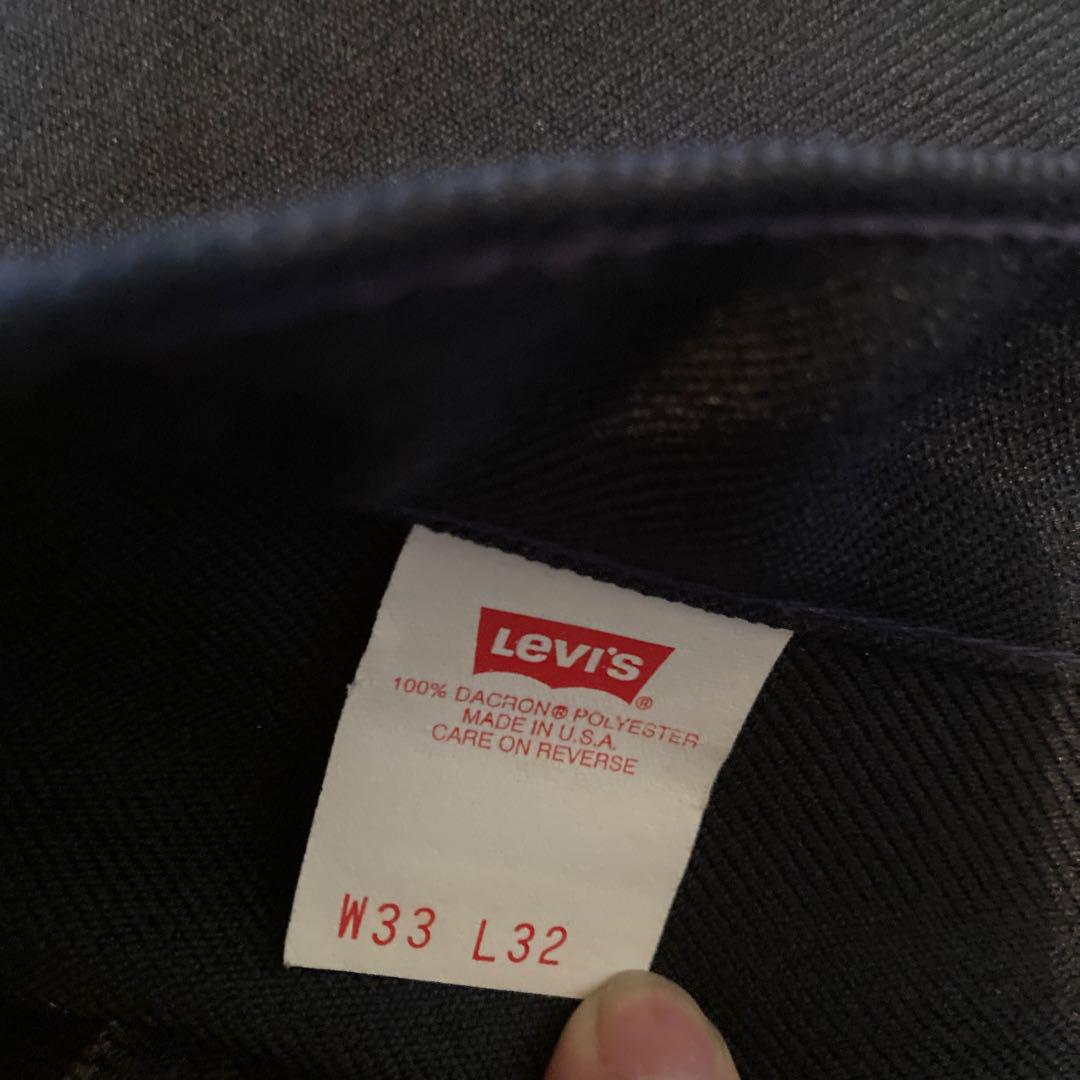 Levi's ®
100% DACRON® POLYESTER
MADE IN U.S.A.
CARE ON REVERSE
W33 L32